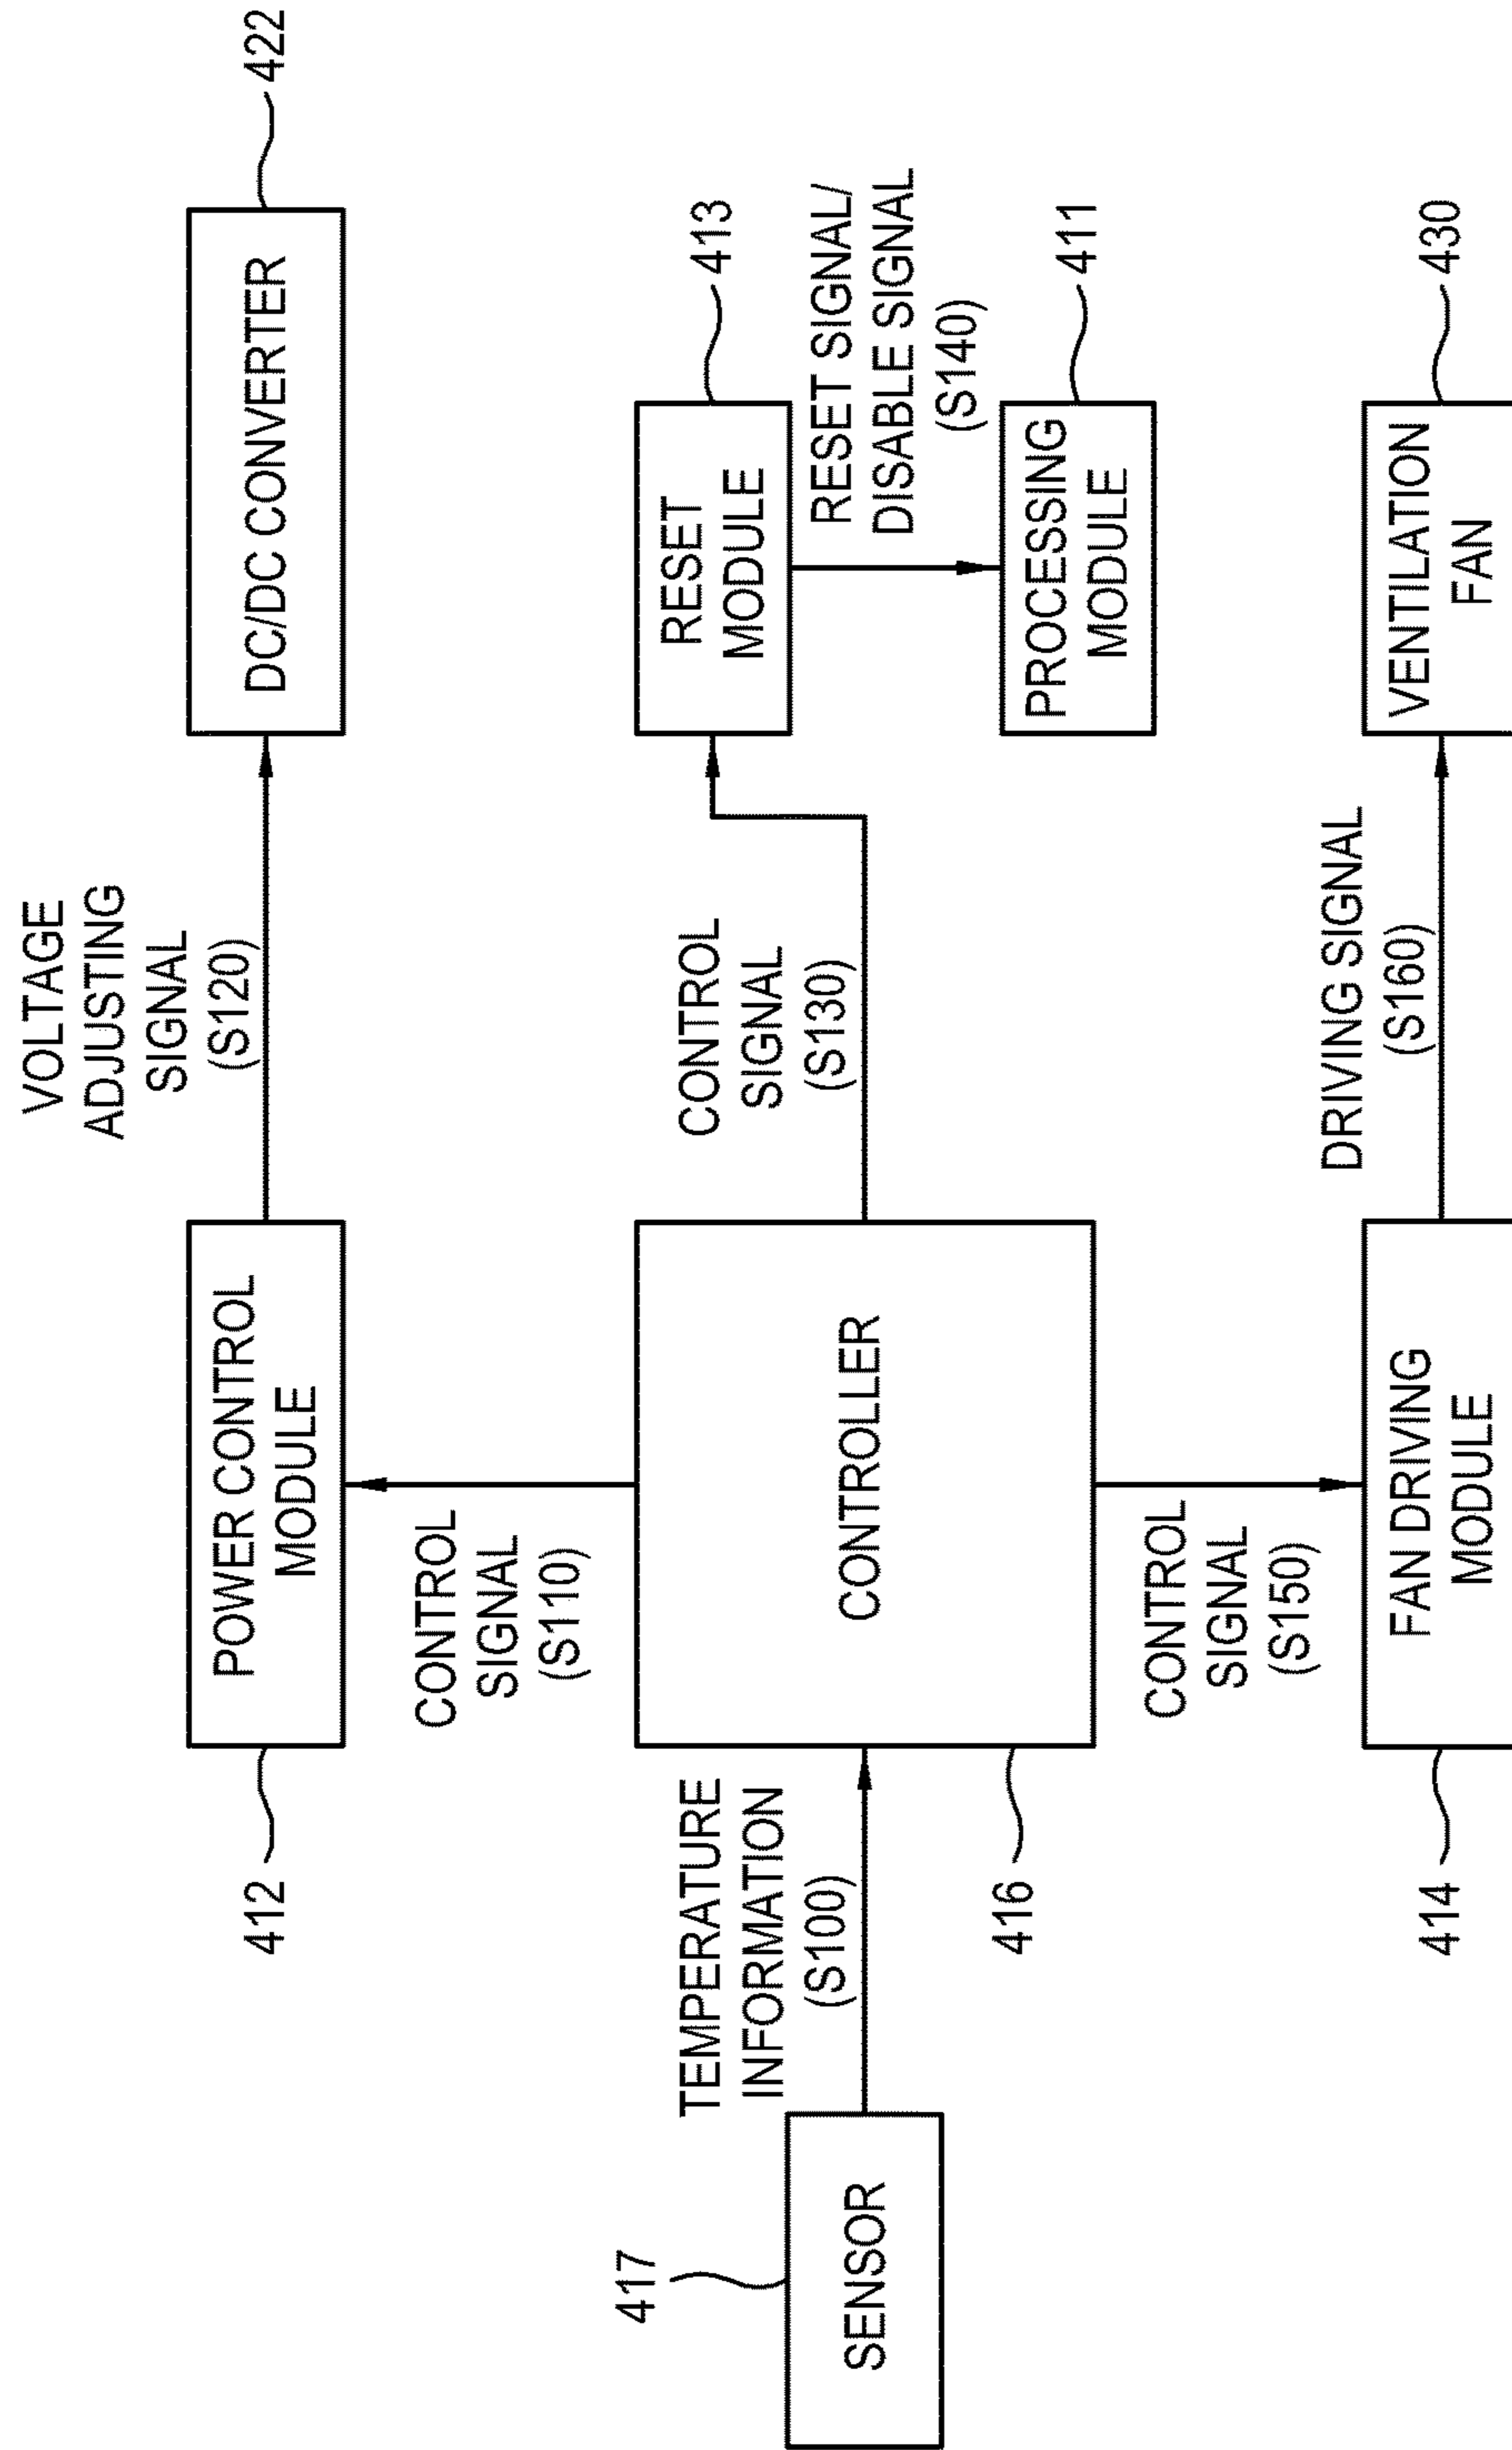 VOLTAGE
ADJUSTING
SIGNAL
(S120)
POWER CONTROL
MODULE
DC/DC CONVERTER
412
422
CONTROL
SIGNAL
(S110)
417
SENSOR
TEMPERATURE
INFORMATION
(S100)
CONTROLLER
416
CONTROL
SIGNAL
(S130)
RESET
MODULE
413
RESET SIGNAL/
DISABLE SIGNAL
(S140)
PROCESSING
MODULE
411
CONTROL
SIGNAL
(S150)
DRIVING SIGNAL
(S160)
414
FAN DRIVING
MODULE
VENTILATION
FAN
430